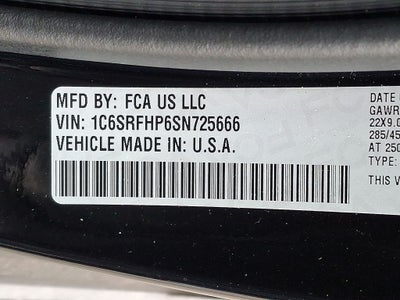 MFD BY: FCA US LLC
VIN: 1C6SRFHP6SN725666
VEHICLE MADE IN: U.S.A.
DATE
GAWR
22X9.0
285/45
AT 250
TYPE:
THIS V